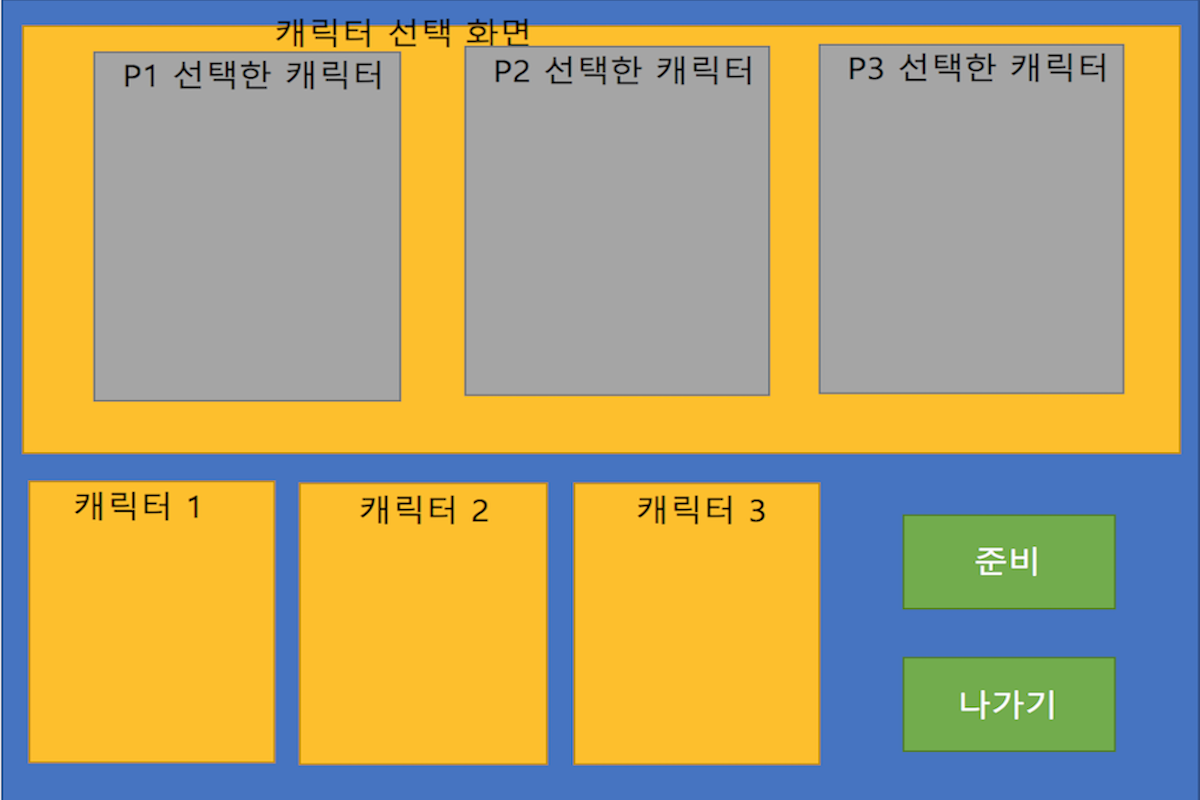 캐릭터 선택 화면
P1 선택한 캐릭터
P2 선택한 캐릭터
P3 선택한 캐릭터
캐릭터 1
캐릭터 2
캐릭터 3
준비
나가기